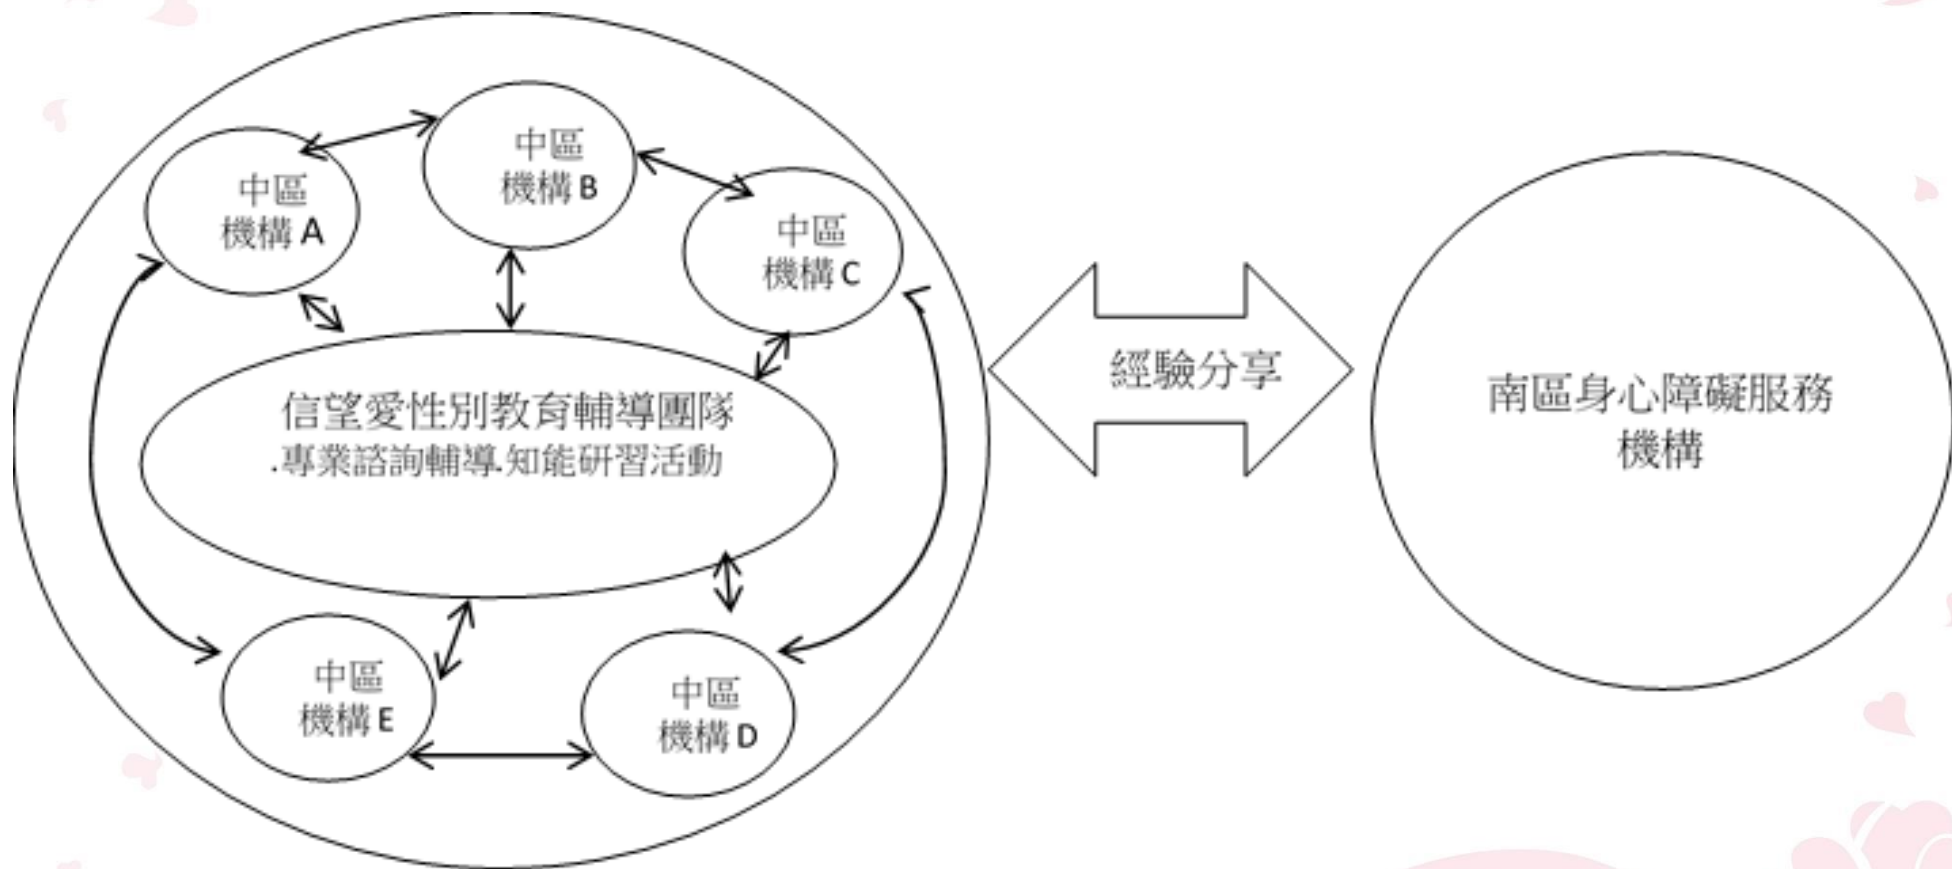 中區
機構 A
中區
機構 B
中區
機構 C
信望愛性別教育輔導團隊
.專業諮詢輔導.知能研習活動
中區
機構 E
中區
機構 D
經驗分享
南區身心障礙服務
機構